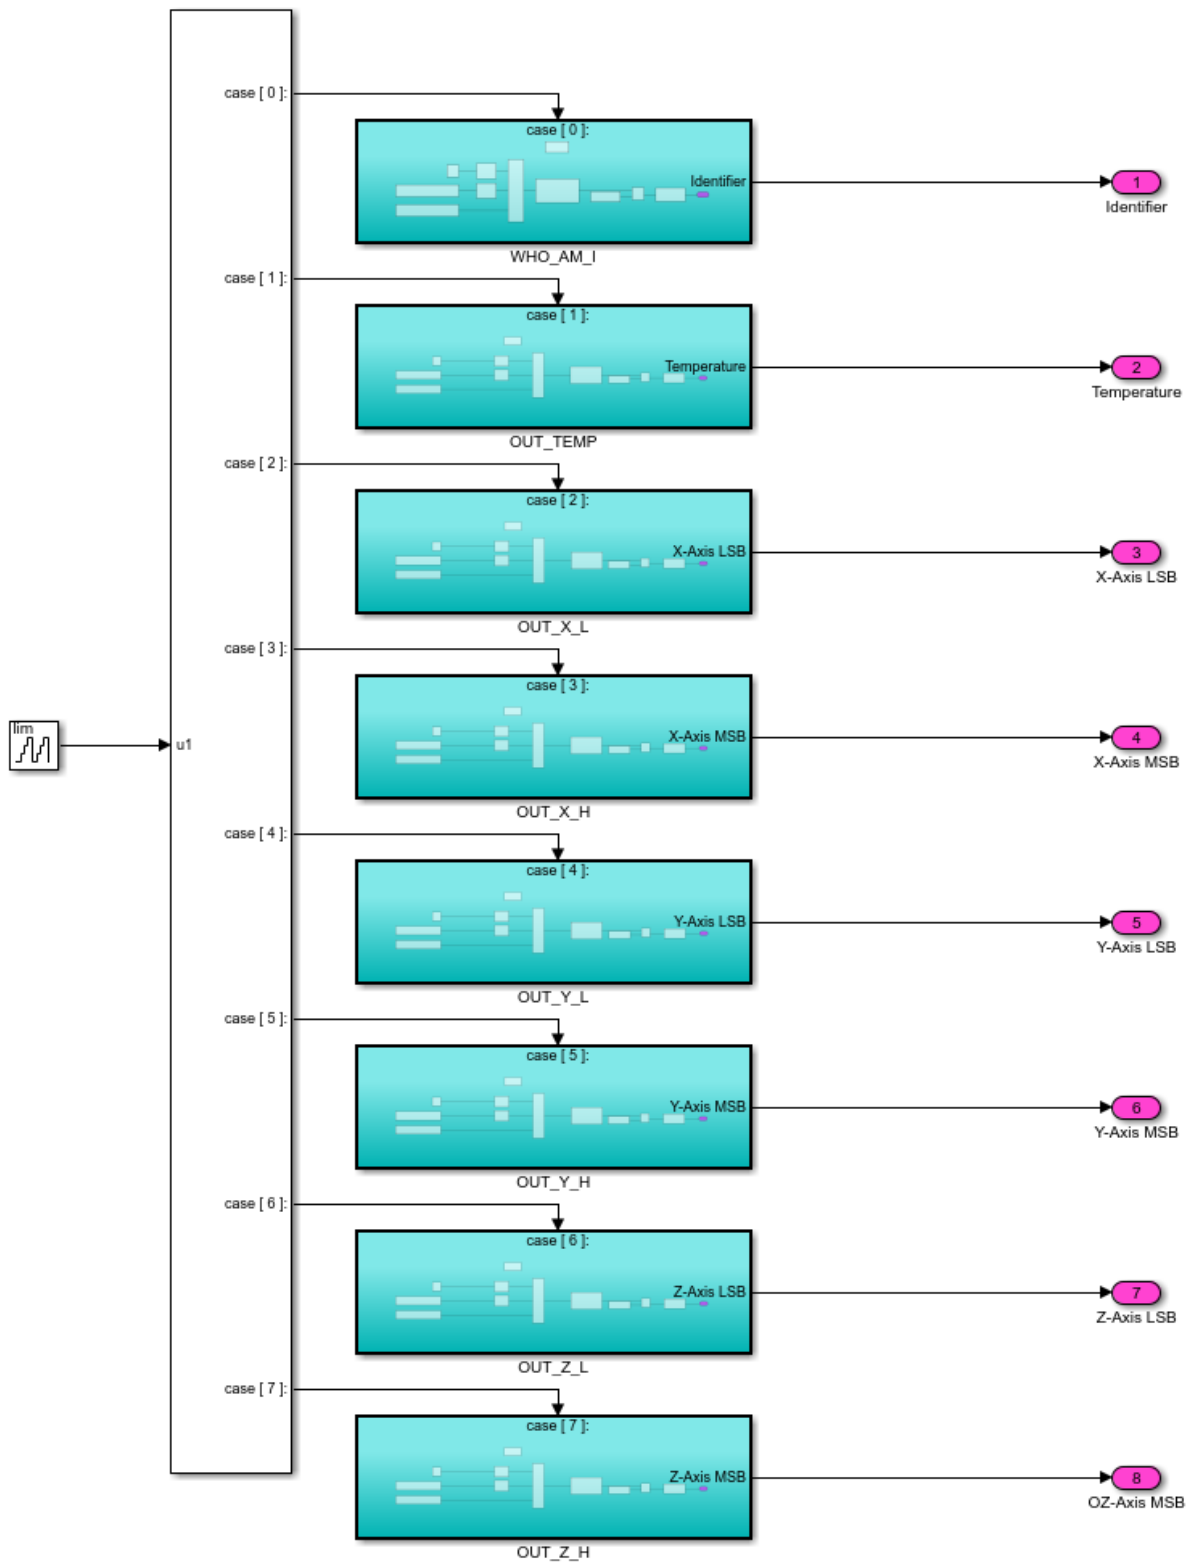 case [ 0 ]:
case [ 0 ]:
Identifier
1
Identifier
WHO_AM_I
case [ 1 ]:
case [ 1 ]:
Temperature
2
Temperature
OUT_TEMP
case [ 2 ]:
case [ 2 ]:
X-Axis LSB
3
X-Axis LSB
OUT_X_L
case [ 3 ]:
case [ 3 ]:
lim
u1
X-Axis MSB
4
X-Axis MSB
OUT_X_H
case [ 4 ]:
case [ 4 ]:
Y-Axis LSB
5
Y-Axis LSB
OUT_Y_L
case [ 5 ]:
case [ 5 ]:
Y-Axis MSB
6
Y-Axis MSB
OUT_Y_H
case [ 6 ]:
case [ 6 ]:
Z-Axis LSB
7
Z-Axis LSB
OUT_Z_L
case [ 7 ]:
case [ 7 ]:
Z-Axis MSB
8
OZ-Axis MSB
OUT_Z_H